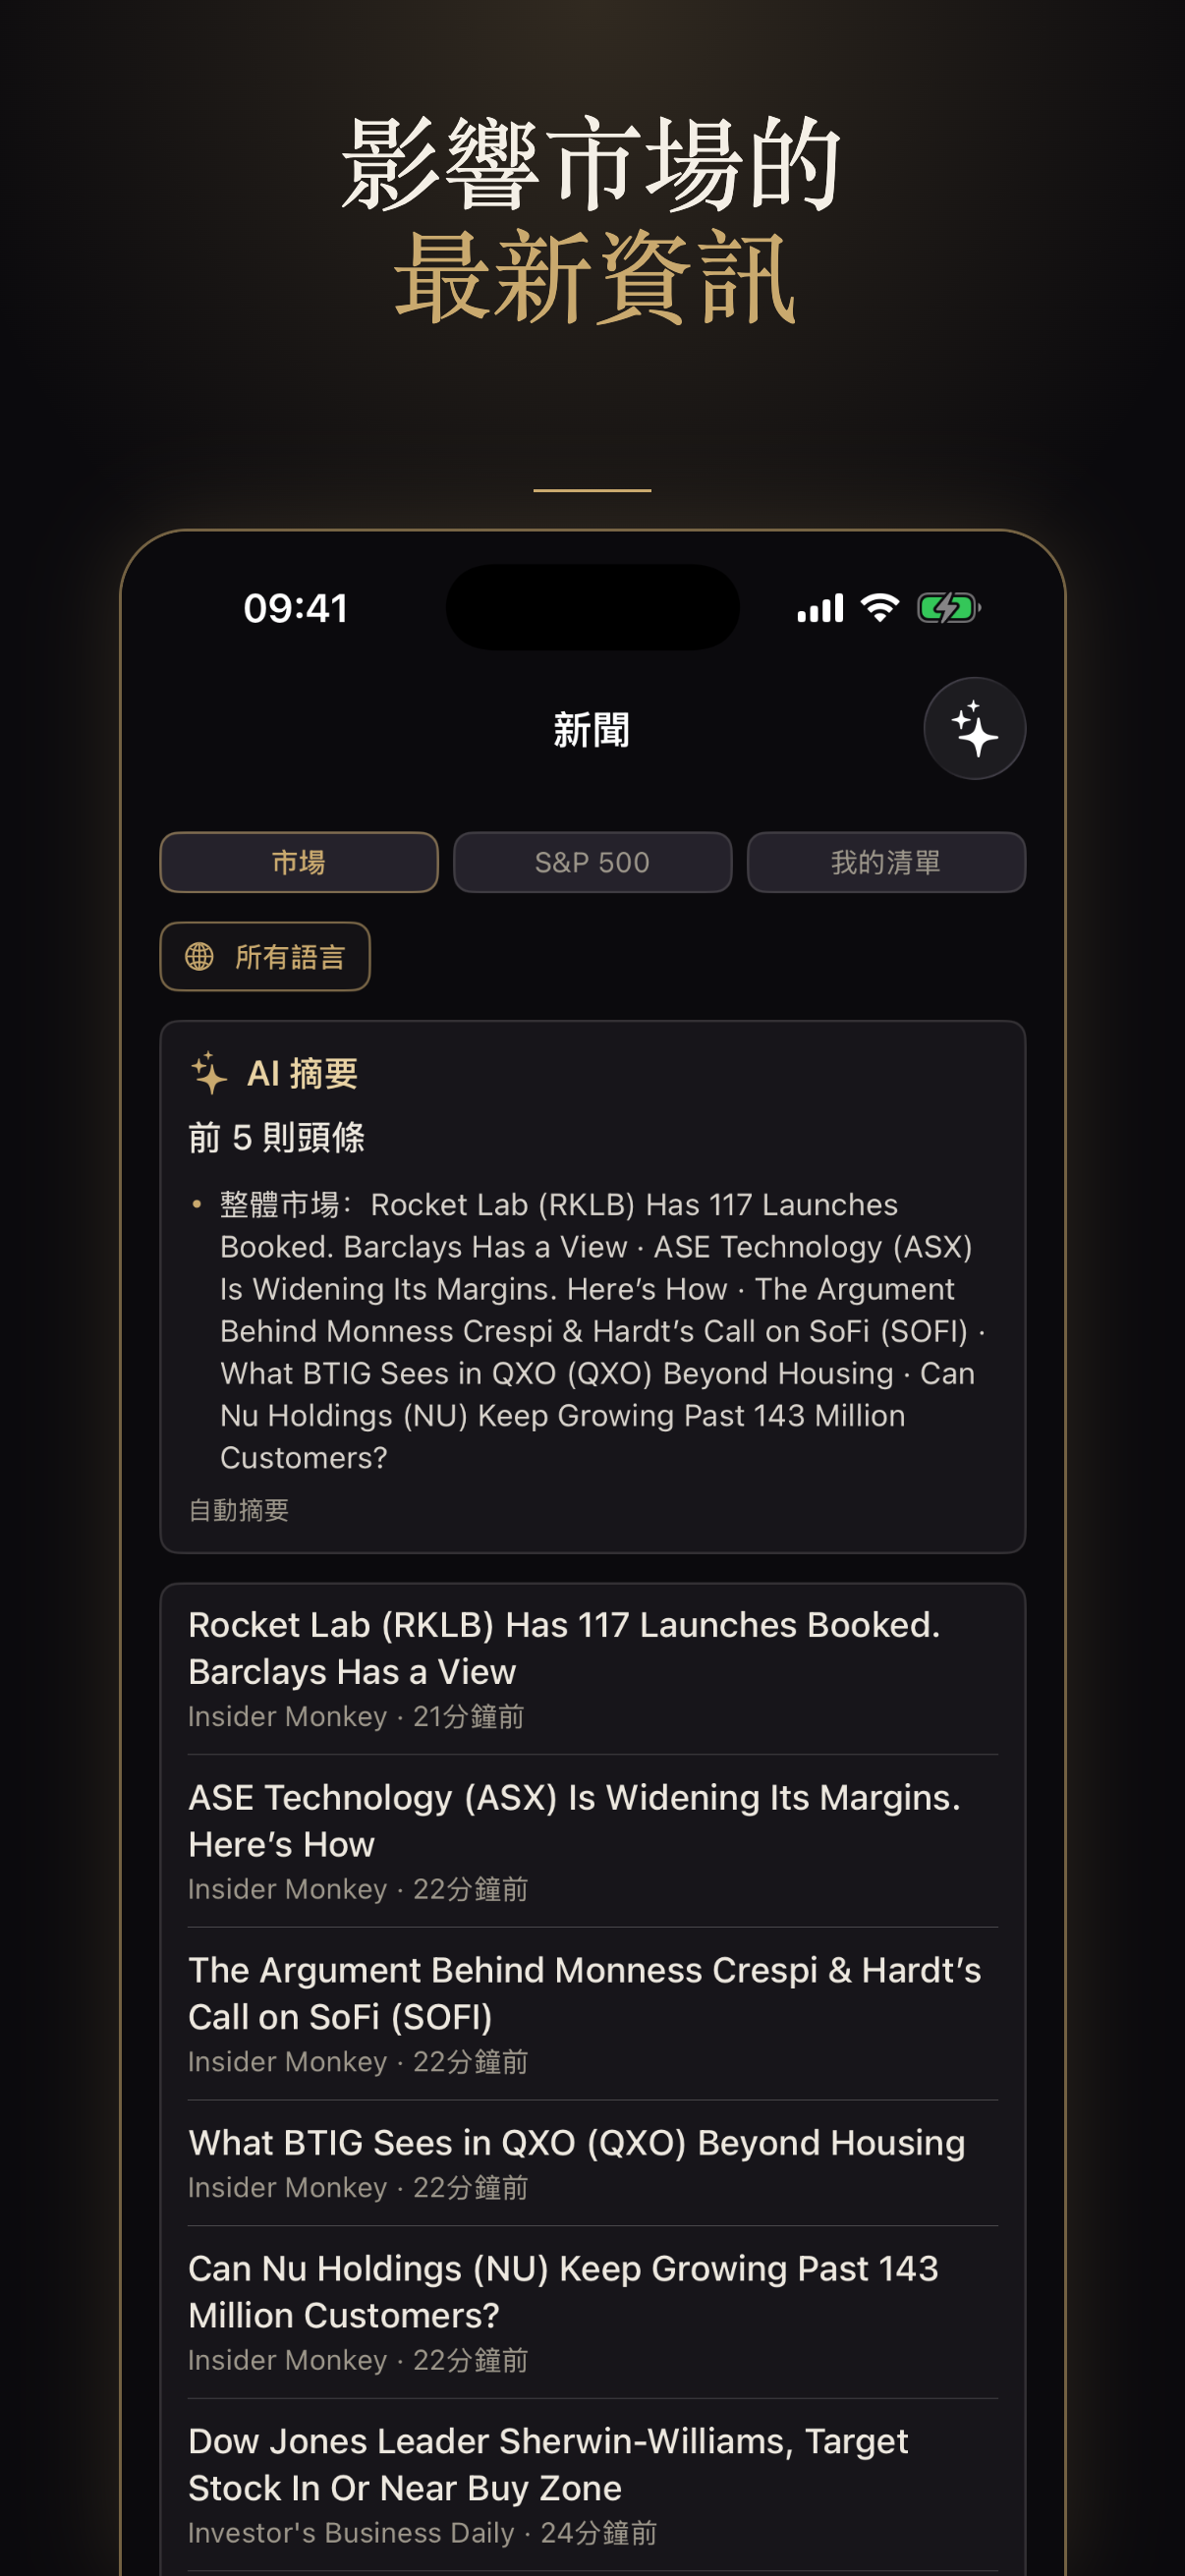 影響市場的
最新資訊
09:41
新聞
市場
S&P 500
我的清單
所有語言
AI 摘要
前 5 則頭條
• 整體市場：Rocket Lab (RKLB) Has 117 Launches
Booked. Barclays Has a View · ASE Technology (ASX)
Is Widening Its Margins. Here’s How · The Argument
Behind Monness Crespi & Hardt’s Call on SoFi (SOFI) ·
What BTIG Sees in QXO (QXO) Beyond Housing · Can
Nu Holdings (NU) Keep Growing Past 143 Million
Customers?
自動摘要
Rocket Lab (RKLB) Has 117 Launches Booked.
Barclays Has a View
Insider Monkey · 21分鐘前
ASE Technology (ASX) Is Widening Its Margins.
Here’s How
Insider Monkey · 22分鐘前
The Argument Behind Monness Crespi & Hardt’s
Call on SoFi (SOFI)
Insider Monkey · 22分鐘前
What BTIG Sees in QXO (QXO) Beyond Housing
Insider Monkey · 22分鐘前
Can Nu Holdings (NU) Keep Growing Past 143
Million Customers?
Insider Monkey · 22分鐘前
Dow Jones Leader Sherwin-Williams, Target
Stock In Or Near Buy Zone
Investor's Business Daily · 24分鐘前